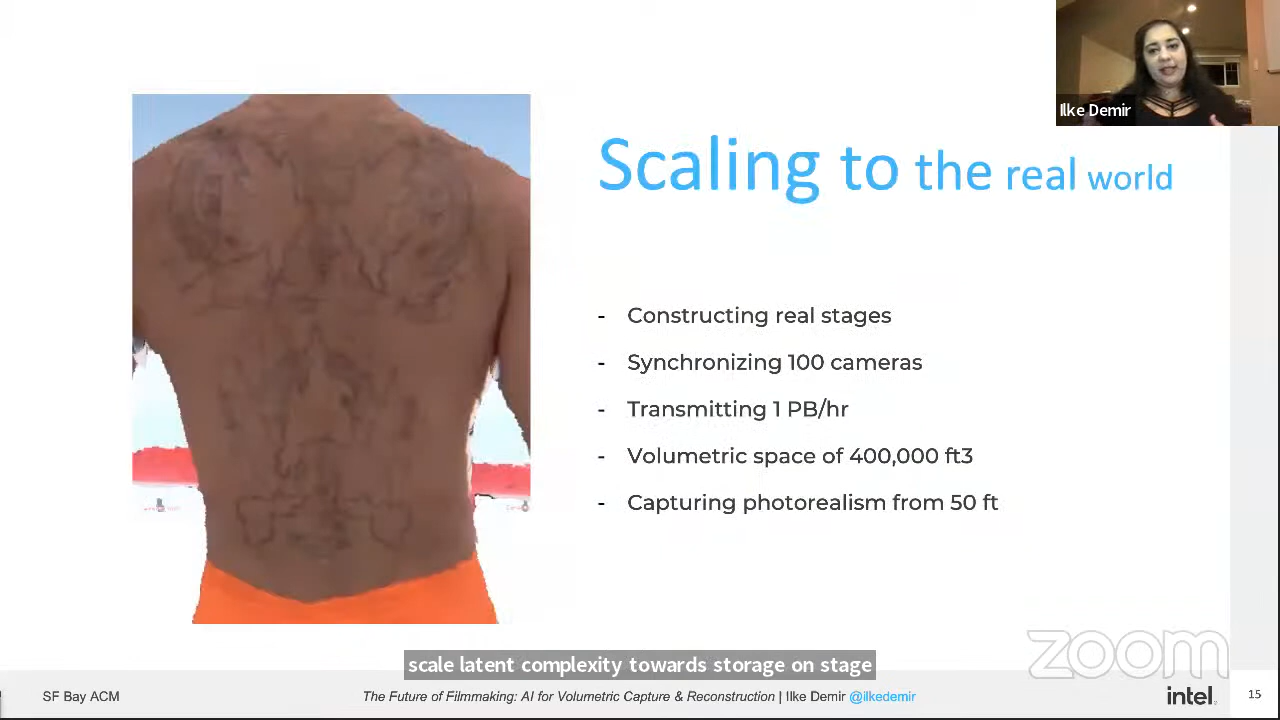 Ilke Demir
Scaling to the real world
- Constructing real stages
- Synchronizing 100 cameras
- Transmitting 1 PB/hr
- Volumetric space of 400,000 ft3
- Capturing photorealism from 50 ft
zoom
scale latent complexity towards storage on stage
SF Bay ACM
The Future of Filmmaking: AI for Volumetric Capture & Reconstruction | Ilke Demir @ilkedemir
intel.
15